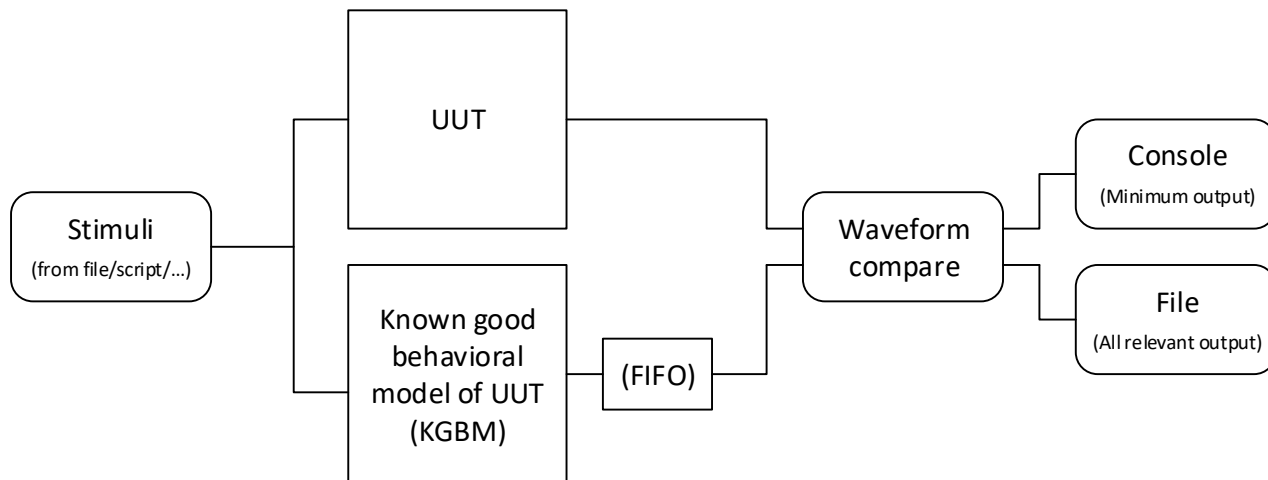 UUT
Stimuli
(from file/script/...)
Known good
behavioral
model of UUT
(KGBM)
(FIFO)
Waveform
compare
Console
(Minimum output)
File
(All relevant output)